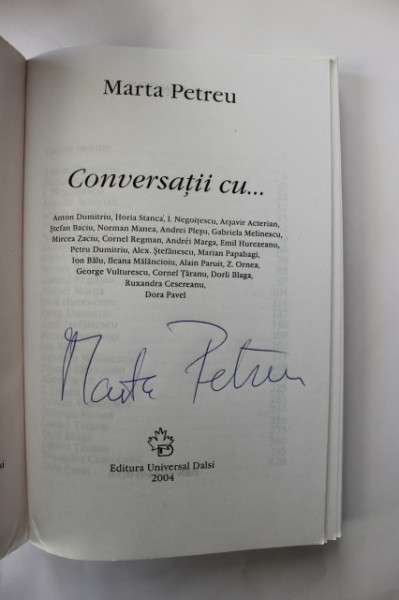 Marta Petreu
Conversații cu...
Anton Dumitriu, Horia Stanca, I. Negoițescu, Arșavir Acterian,
Ștefan Baciu, Norman Manea, Andrei Pleșu, Gabriela Melinescu,
Mircea Zaciu, Cornel Regman, Andrei Marga, Emil Hurezeanu,
Petru Dumitriu, Alex. Ștefănescu, Marian Papahagi,
Ion Bălu, Ileana Mălăncioiu, Alain Paruit, Z. Ornea,
George Vulturescu, Cornel Țăranu, Dorli Blaga,
Ruxandra Cesereanu,
Dora Pavel
Marta Petreu
Editura Universal Dalsi
2004